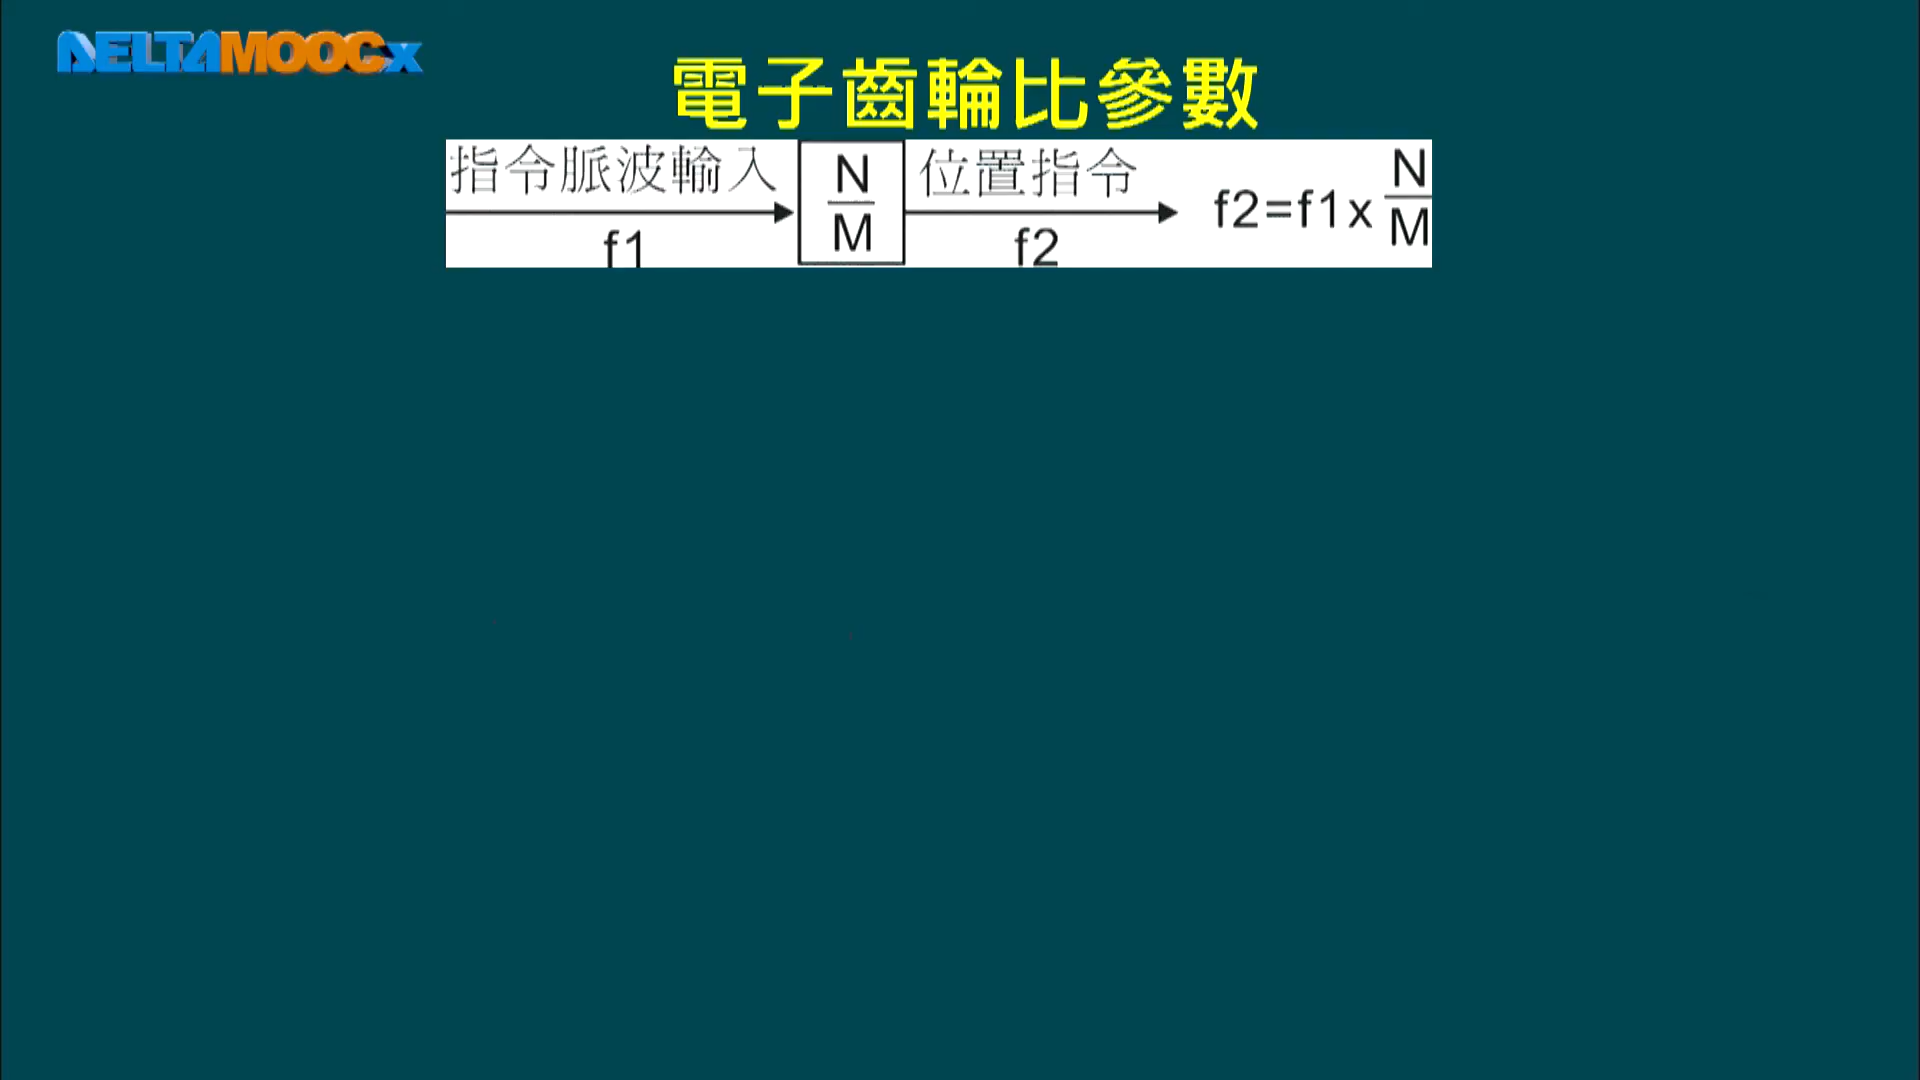 DELTAMOOCx
電子齒輪比參數
指令脈波輸入
f1
N
M
位置指令
f2
f2=f1x N
M